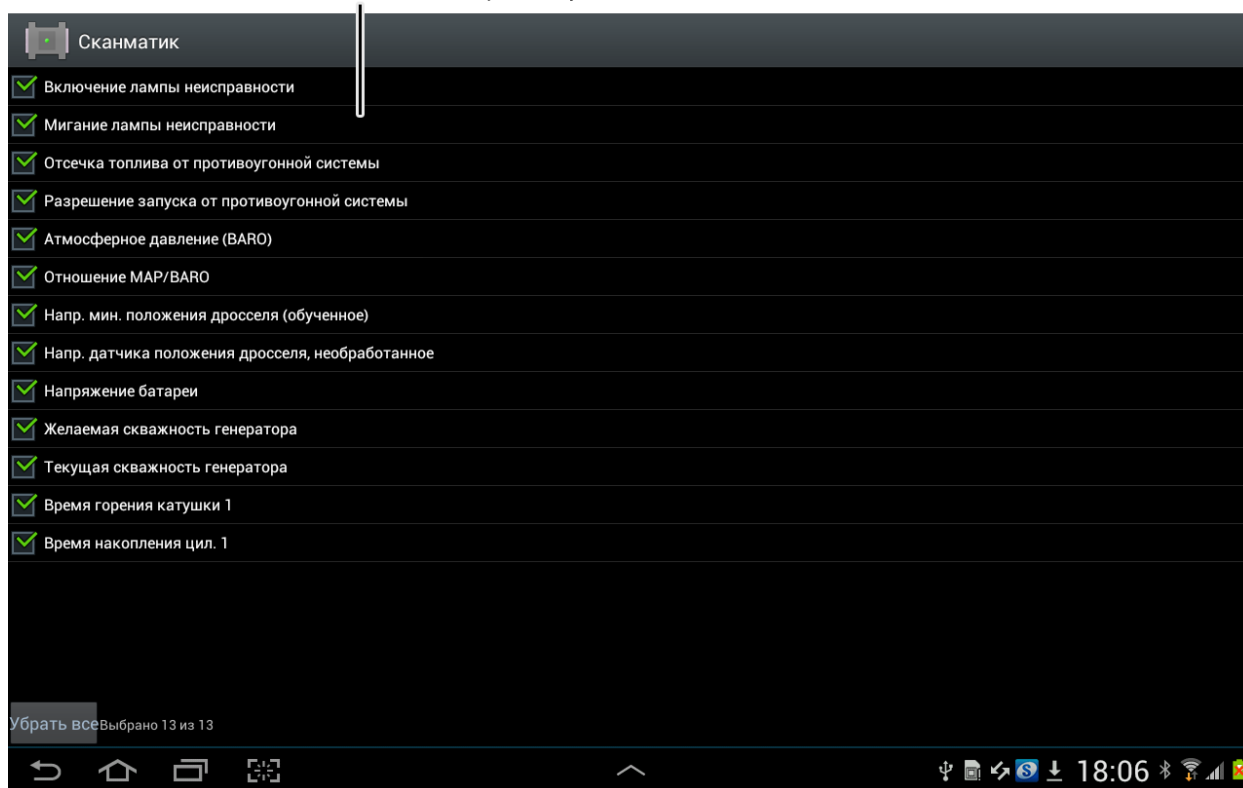 Сканматик
Включение лампы неисправности
Мигание лампы неисправности
Отсечка топлива от противоугонной системы
Разрешение запуска от противоугонной системы
Атмосферное давление (BARO)
Отношение MAP/BARO
Напр. мин. положения дросселя (обученное)
Напр. датчика положения дросселя, необработанное
Напряжение батареи
Желаемая скважность генератора
Текущая скважность генератора
Время горения катушки 1
Время накопления цил. 1
Убрать все Выбрано 13 из 13
18:06